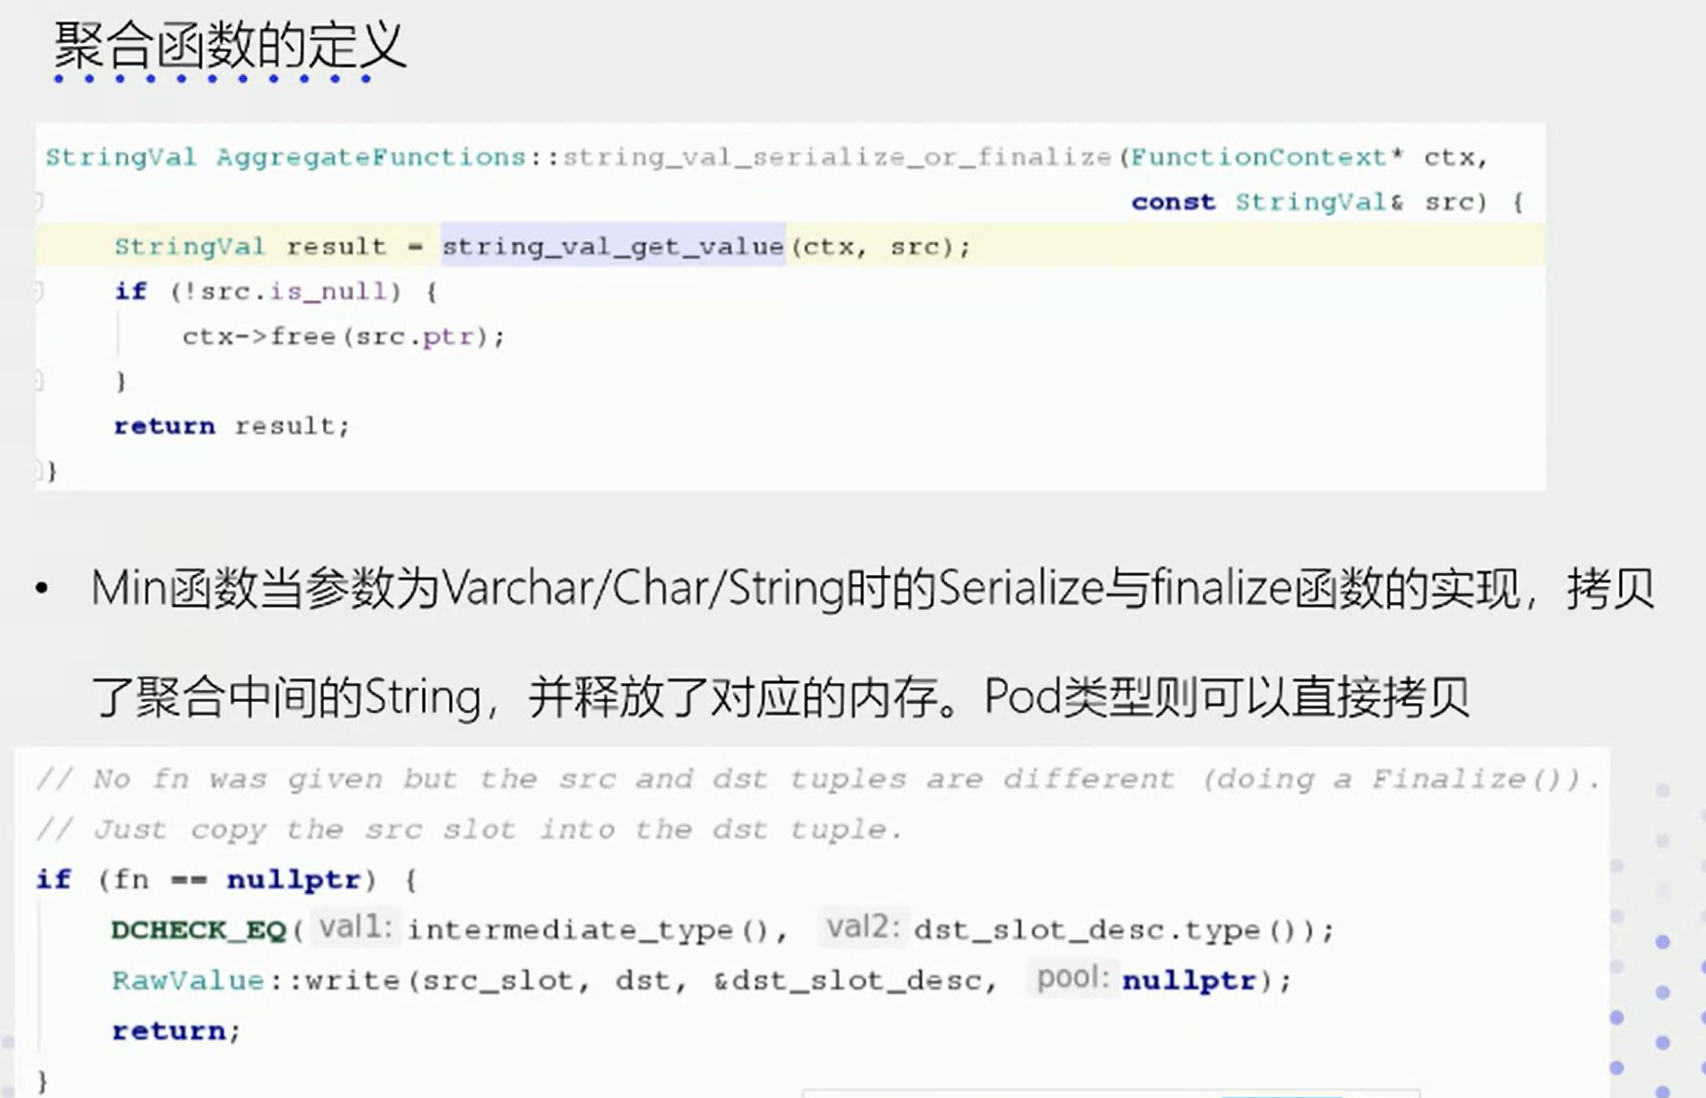 聚合函数的定义
StringVal AggregateFunctions::string_val_serialize_or_finalize(FunctionContext* ctx,
const StringVal& src) {
StringVal result = string_val_get_value(ctx, src);
if (!src.is_null) {
ctx->free(src.ptr);
}
return result;
}
• Min函数当参数为Varchar/Char/String时的Serialize与finalize函数的实现，拷贝
了聚合中间的String，并释放了对应的内存。Pod类型则可以直接拷贝
// No fn was given but the src and dst tuples are different (doing a Finalize()).
// Just copy the src slot into the dst tuple.
if (fn == nullptr) {
DCHECK_EQ( val1: intermediate_type(), val2: dst_slot_desc.type());
RawValue::write(src_slot, dst, &dst_slot_desc, pool: nullptr);
return;
}